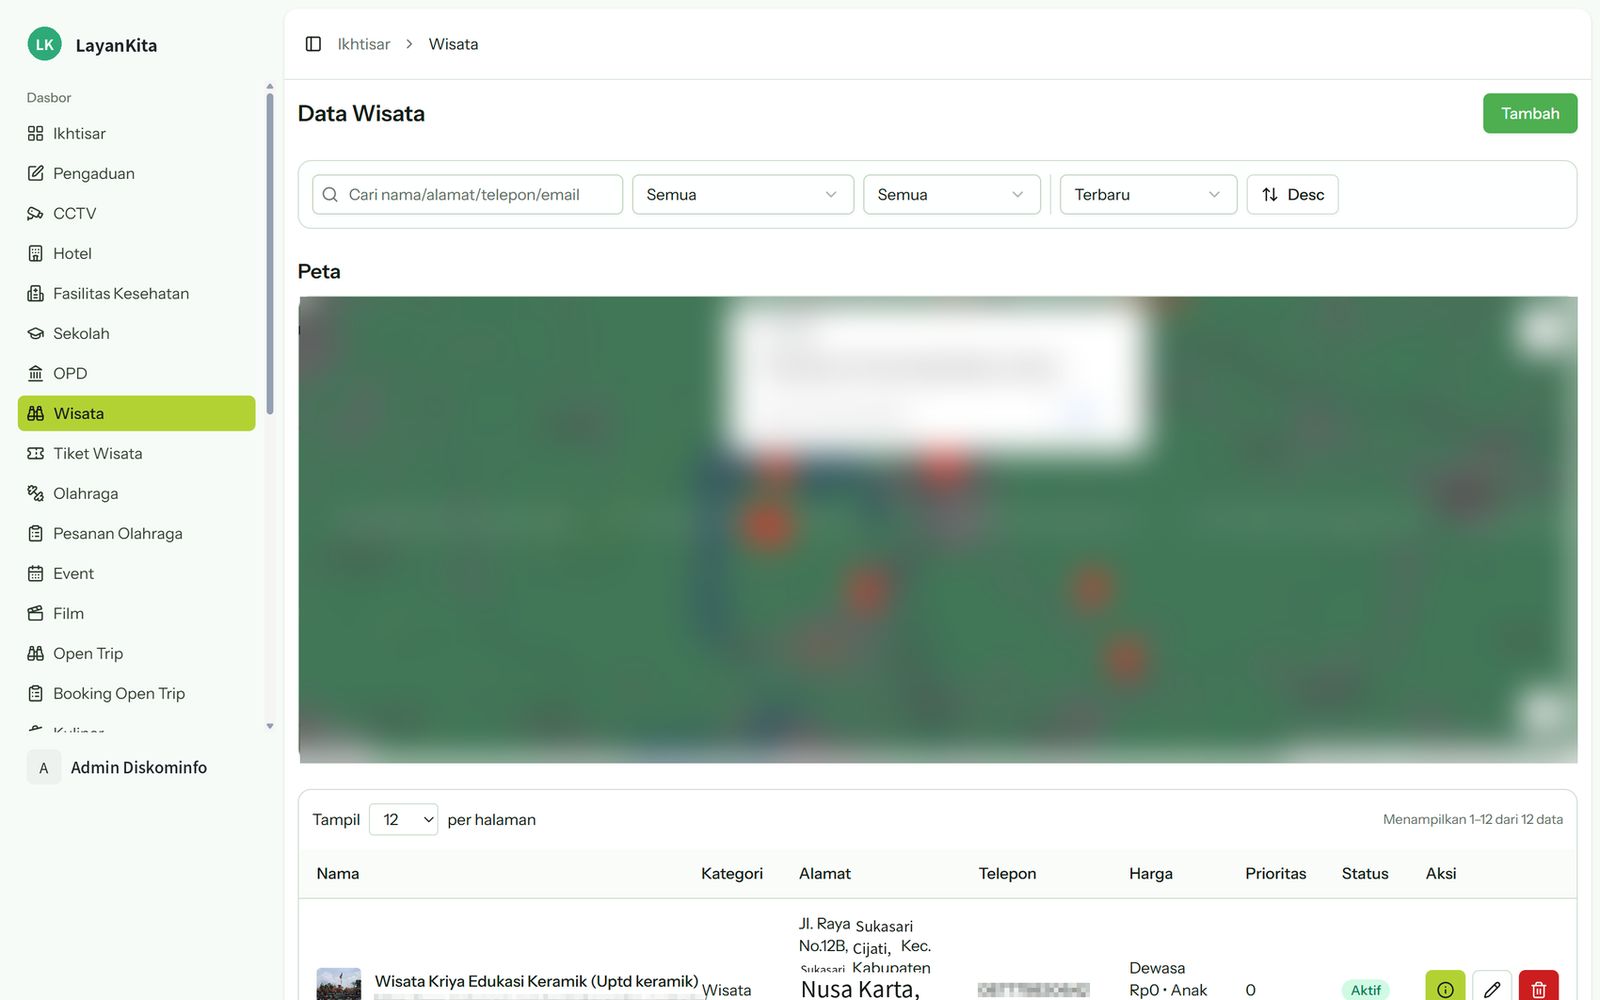 LK LayanKita
Dasbor
Ikhtisar
Pengaduan
CCTV
Hotel
Fasilitas Kesehatan
Sekolah
OPD
Wisata
Tiket Wisata
Olahraga
Pesanan Olahraga
Event
Film
Open Trip
Booking Open Trip
Kuliner
A Admin Diskominfo
Ikhtisar > Wisata
Data Wisata
Tambah
Cari nama/alamat/telepon/email Semua Semua Terbaru Desc
Peta
Tampil 12 per halaman
Menampilkan 1–12 dari 12 data
Nama Kategori Alamat Telepon Harga Prioritas Status Aksi
Wisata Kriya Edukasi Keramik (Uptd keramik)
Wisata
Jl. Raya Sukasari
No.12B, Cijati, Kec.
Sukasari Kabupaten
Nusa Karta,
Dewasa
Rp0 • Anak
0
Aktif